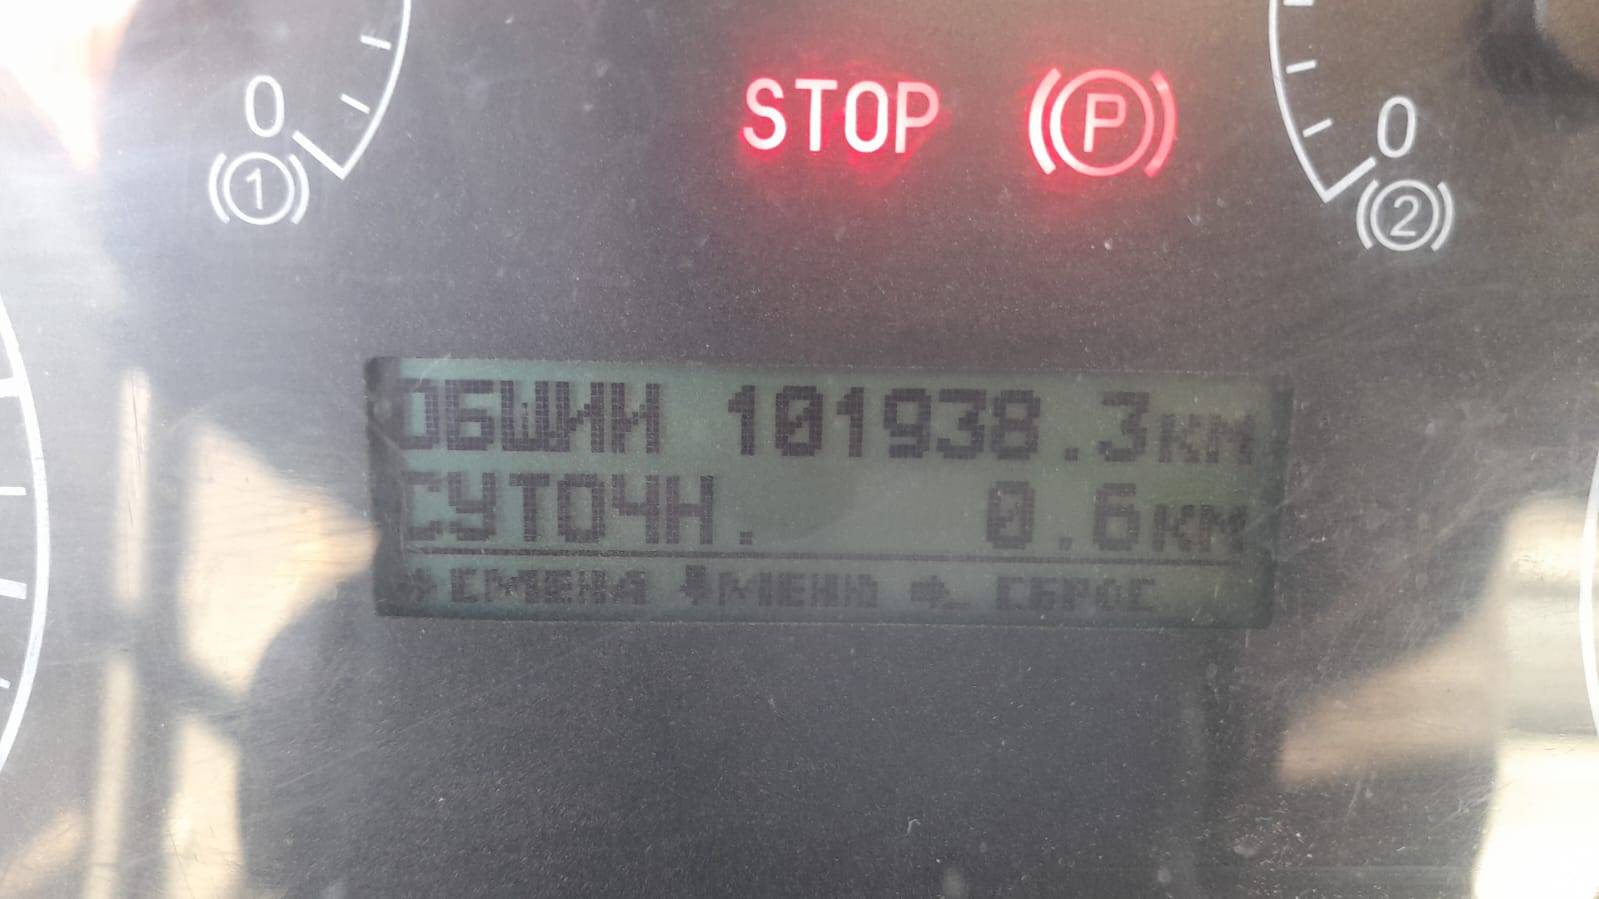 0 STOP (P) 0
1 2
ОБЩИЙ 101938.3км
СУТОЧН. 0.6км
СМЕНА МЕНЮ СБРОС